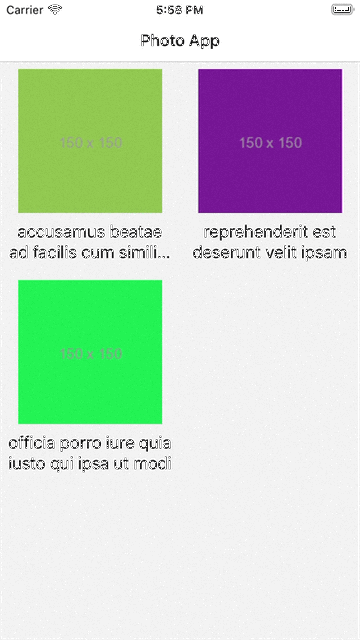 Carrier 5:58 PM
Photo App
150 x 150
150 x 150
accusamus beatae
ad facilis cum simili...
reprehenderit est
deserunt velit ipsam
150 x 150
officia porro iure quia
iusto qui ipsa ut modi